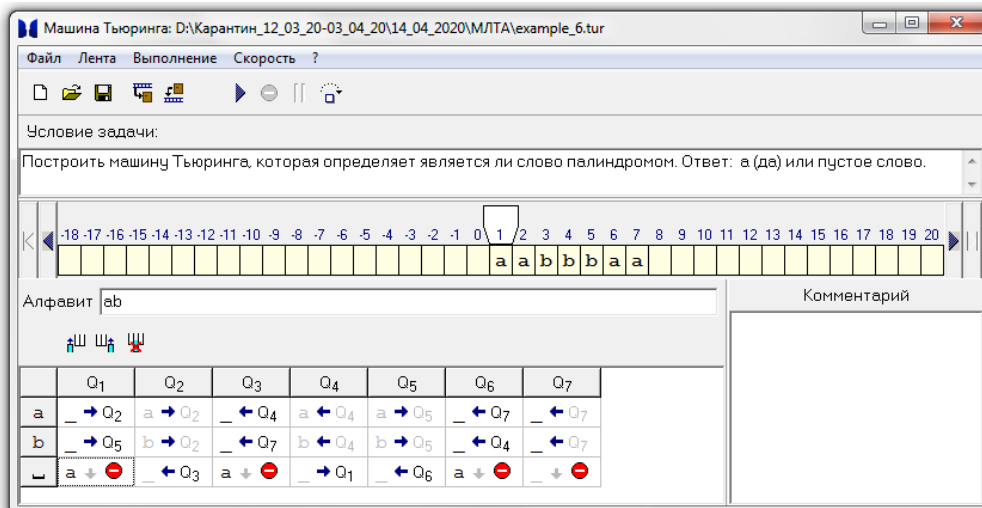 Машина Тьюринга: D:\Карантин_12_03_20-03_04_20\14_04_2020\МЛТА\example_6.tur
Файл Лента Выполнение Скорость ?
Условие задачи:
Построить машину Тьюринга, которая определяет является ли слово палиндромом. Ответ: а (да) или пустое слово.
-18 -17 -16 -15 -14 -13 -12 -11 -10 -9 -8 -7 -6 -5 -4 -3 -2 -1 0 1 2 3 4 5 6 7 8 9 10 11 12 13 14 15 16 17 18 19 20
a a b b b a a
Алфавит ab
Комментарий
Q1 Q2 Q3 Q4 Q5 Q6 Q7
a _ → Q2 a → Q2 _ ← Q4 a ← Q4 a → Q5 _ ← Q7 _ ← Q7
b _ → Q5 b → Q2 _ ← Q7 b ← Q4 b → Q5 _ ← Q4 _ ← Q7
␣ a ↓ _ ← Q3 a ↓ _ → Q1 _ ← Q6 a ↓ _ ↓